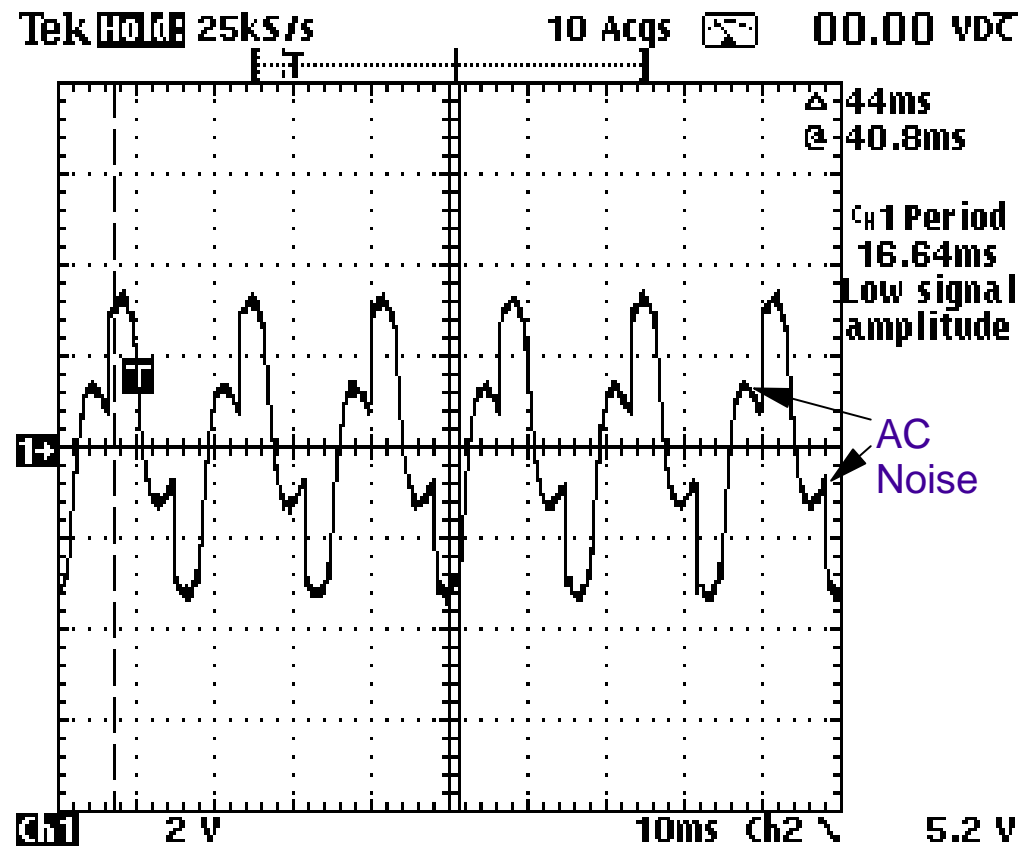 Tek Hold: 25kS/s 10 Acqs 00.00 VDC
T
Δ 44ms
@ 40.8ms
CH1 Period
16.64ms
Low signal
amplitude
T
1→
AC
Noise
Ch1 2 V 10ms Ch2 \ 5.2 V